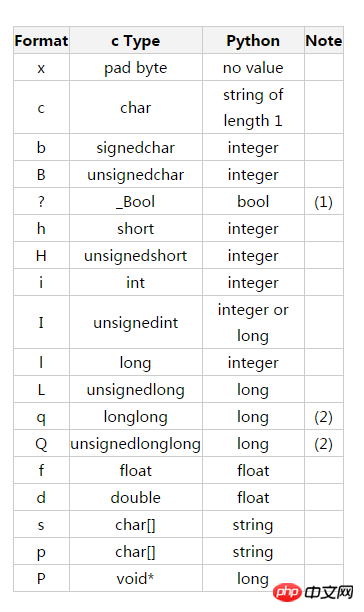 Format c Type Python Note
x pad byte no value
c char string of
length 1
b signedchar integer
B unsignedchar integer
? _Bool bool (1)
h short integer
H unsignedshort integer
i int integer
I unsignedint integer or
long
l long integer
L unsignedlong long
q longlong long (2)
Q unsignedlonglong long (2)
f float float
d double float
s char[] string
p char[] string
P void* long
php 中文网